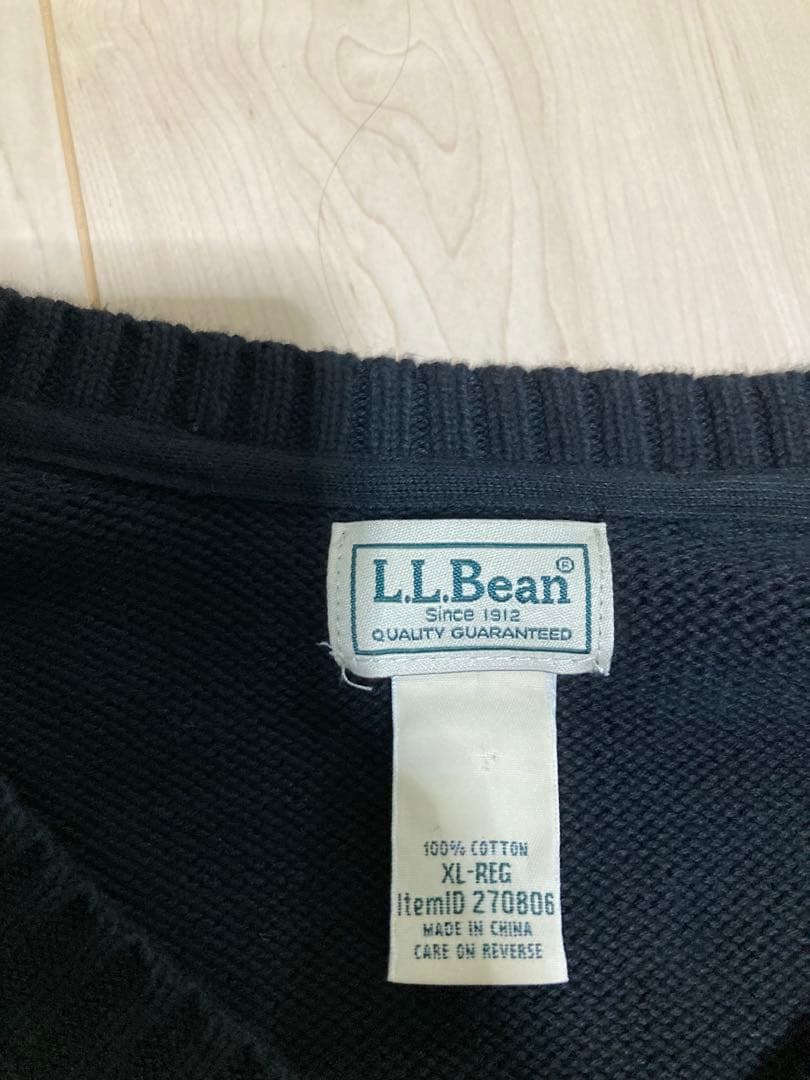 L.L.Bean®
Since 1912
QUALITY GUARANTEED
100% COTTON
XL-REG
ItemID 270806
MADE IN CHINA
CARE ON REVERSE